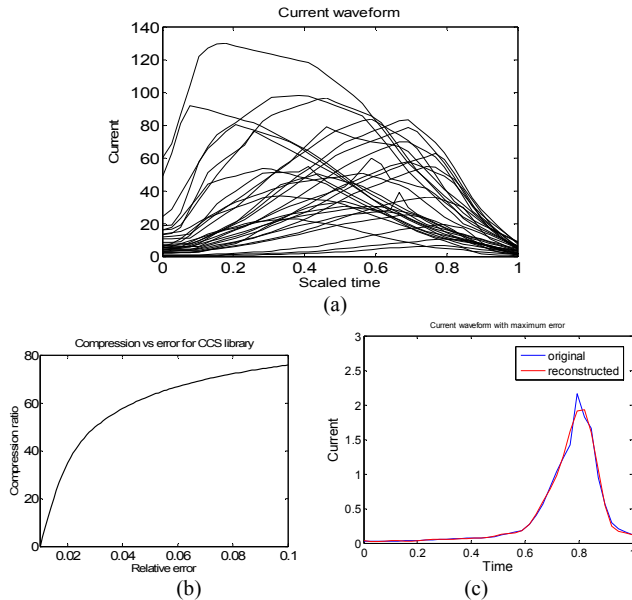 Current waveform
140
120
100
80
60
40
20
0
Current
0 0.2 0.4 0.6 0.8 1
Scaled time
(a)
Compression vs error for CCS library
80
60
40
20
0
Compression ratio
0.02 0.04 0.06 0.08 0.1
Relative error
(b)
Current waveform with maximum error
3
2.5
2
1.5
1
0.5
0
Current
original
reconstructed
0 0.2 0.4 0.6 0.8 1
Time
(c)